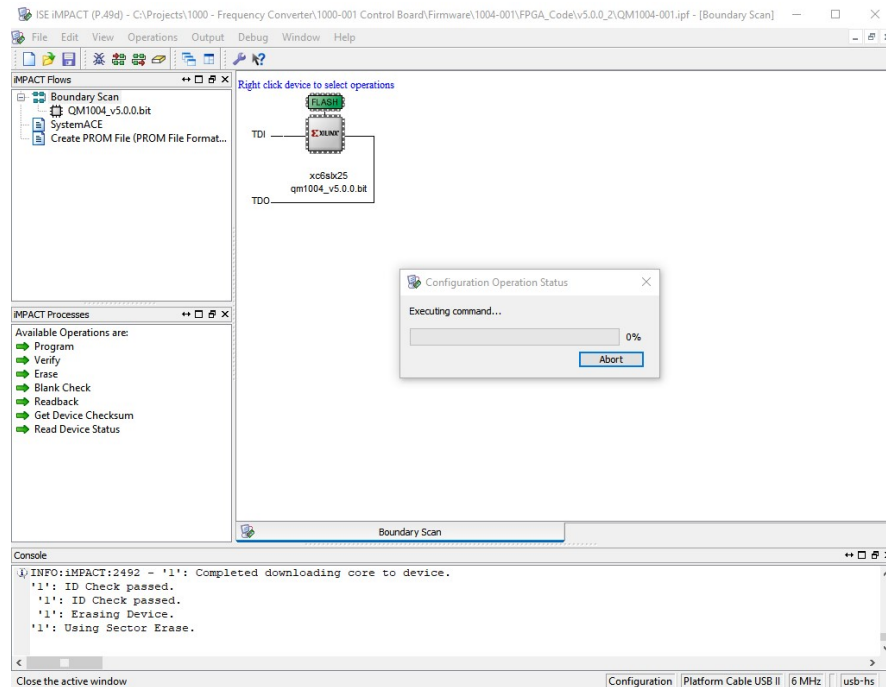 ISE iMPACT (P.49d) - C:\Projects\1000 - Frequency Converter\1000-001 Control Board\Firmware\1004-001\FPGA_Code\v5.0.0_2\QM1004-001.ipf - [Boundary Scan]
File Edit View Operations Output Debug Window Help
iMPACT Flows
Boundary Scan
QM1004_v5.0.0.bit
SystemACE
Create PROM File (PROM File Format...
Right click device to select operations
FLASH
TDI
XILINX
xc6slx25
qm1004_v5.0.0.bit
TDO
Configuration Operation Status
Executing command...
0%
Abort
iMPACT Processes
Available Operations are:
Program
Verify
Erase
Blank Check
Readback
Get Device Checksum
Read Device Status
Boundary Scan
Console
INFO:iMPACT:2492 - '1': Completed downloading core to device.
'1': ID Check passed.
'1': ID Check passed.
'1': Erasing Device.
'1': Using Sector Erase.
Close the active window
Configuration Platform Cable USB II 6 MHz usb-hs